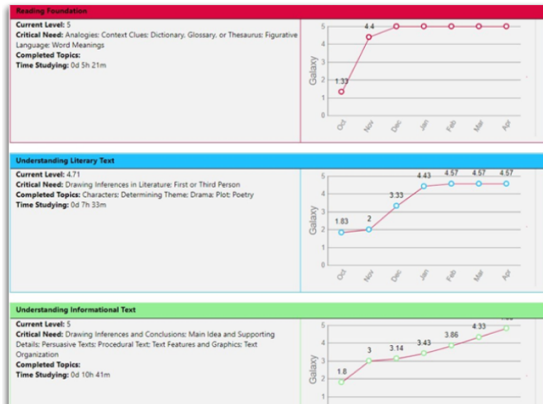 Reading Foundation
Current Level: 5
Critical Need: Analogies: Context Clues: Dictionary, Glossary, or Thesaurus: Figurative
Language: Word Meanings
Completed Topics:
Time Studying: 0d 5h 21m
Galaxy
5
4
3
2
1
0
1.33
4.4
Oct
Nov
Dec
Jan
Feb
Mar
Apr
Understanding Literary Text
Current Level: 4.71
Critical Need: Drawing Inferences in Literature: First or Third Person
Completed Topics: Characters: Determining Theme: Drama: Plot: Poetry
Time Studying: 0d 7h 33m
Galaxy
5
4
3
2
1
0
1.83
2
3.33
4.43
4.57
4.57
4.57
Oct
Nov
Dec
Jan
Feb
Mar
Apr
Understanding Informational Text
Current Level: 5
Critical Need: Drawing Inferences and Conclusions: Main Idea and Supporting
Details: Persuasive Texts: Procedural Text: Text Features and Graphics: Text
Organization
Completed Topics:
Time Studying: 0d 10h 41m
Galaxy
5
4
3
2
1
1.8
3
3.14
3.43
3.86
4.33